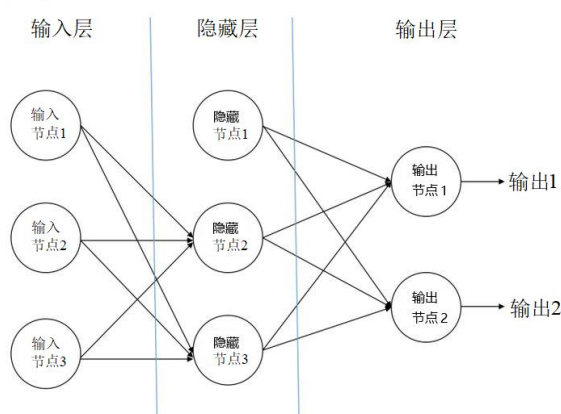 输入层
隐藏层
输出层
输入
节点1
隐藏
节点1
输出
节点1
输出1
输入
节点2
隐藏
节点2
输出
节点2
输出2
输入
节点3
隐藏
节点3